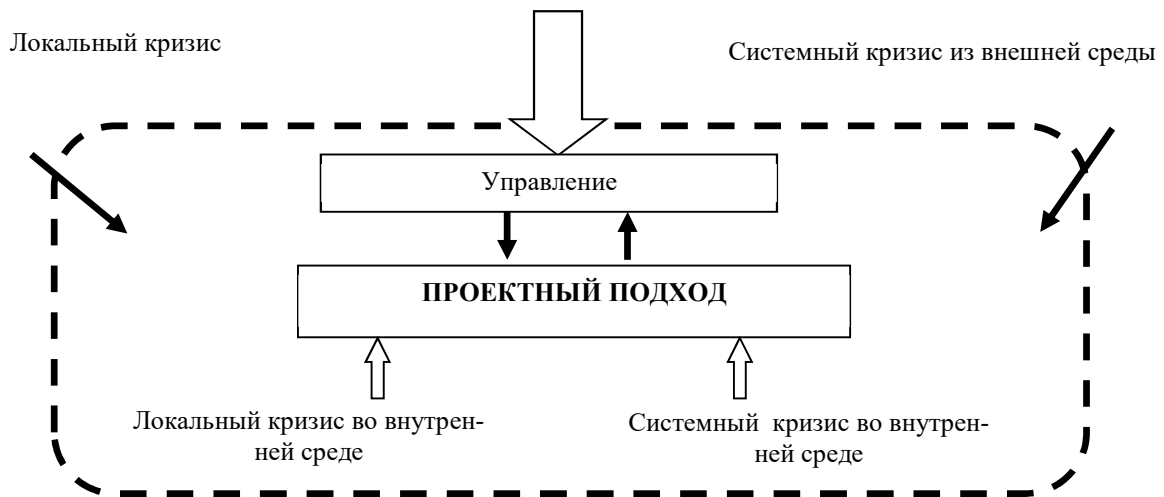 Локальный кризис
Системный кризис из внешней среды
Управление
ПРОЕКТНЫЙ ПОДХОД
Локальный кризис во внутрен-
ней среде
Системный кризис во внутрен-
ней среде